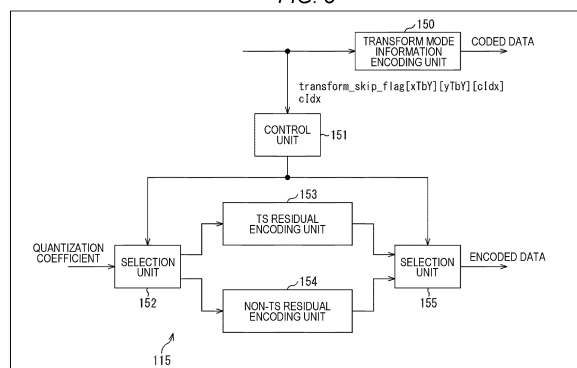 150
TRANSFORM MODE
INFORMATION
ENCODING UNIT
CODED DATA
transform_skip_flag[xTbY][yTbY][cIdx]
cIdx
CONTROL
UNIT
151
153
TS RESIDUAL
ENCODING UNIT
QUANTIZATION
COEFFICIENT
SELECTION
UNIT
152
SELECTION
UNIT
155
ENCODED DATA
154
NON-TS RESIDUAL
ENCODING UNIT
115